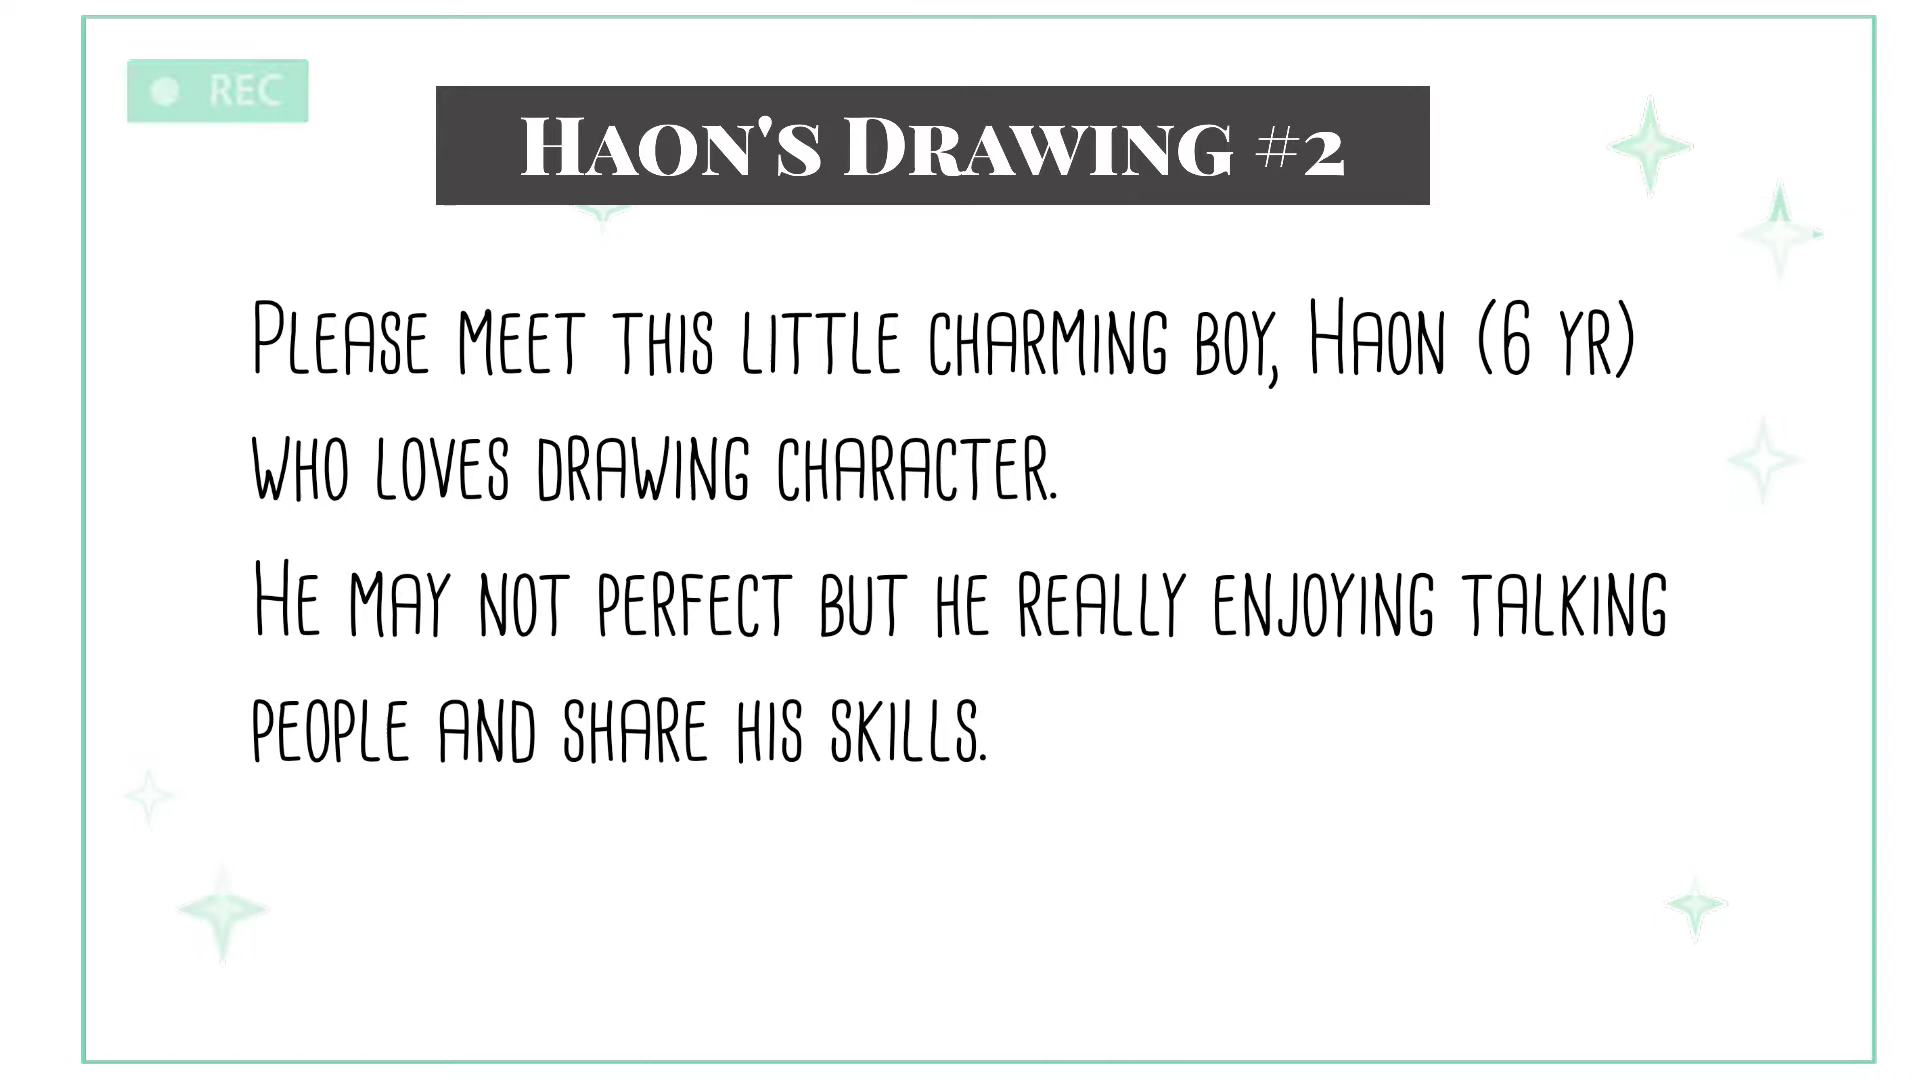 REC
Haon's Drawing #2
Please meet this little charming boy, Haon (6 yr)
who loves drawing character.
He may not perfect but he really enjoying talking
people and share his skills.